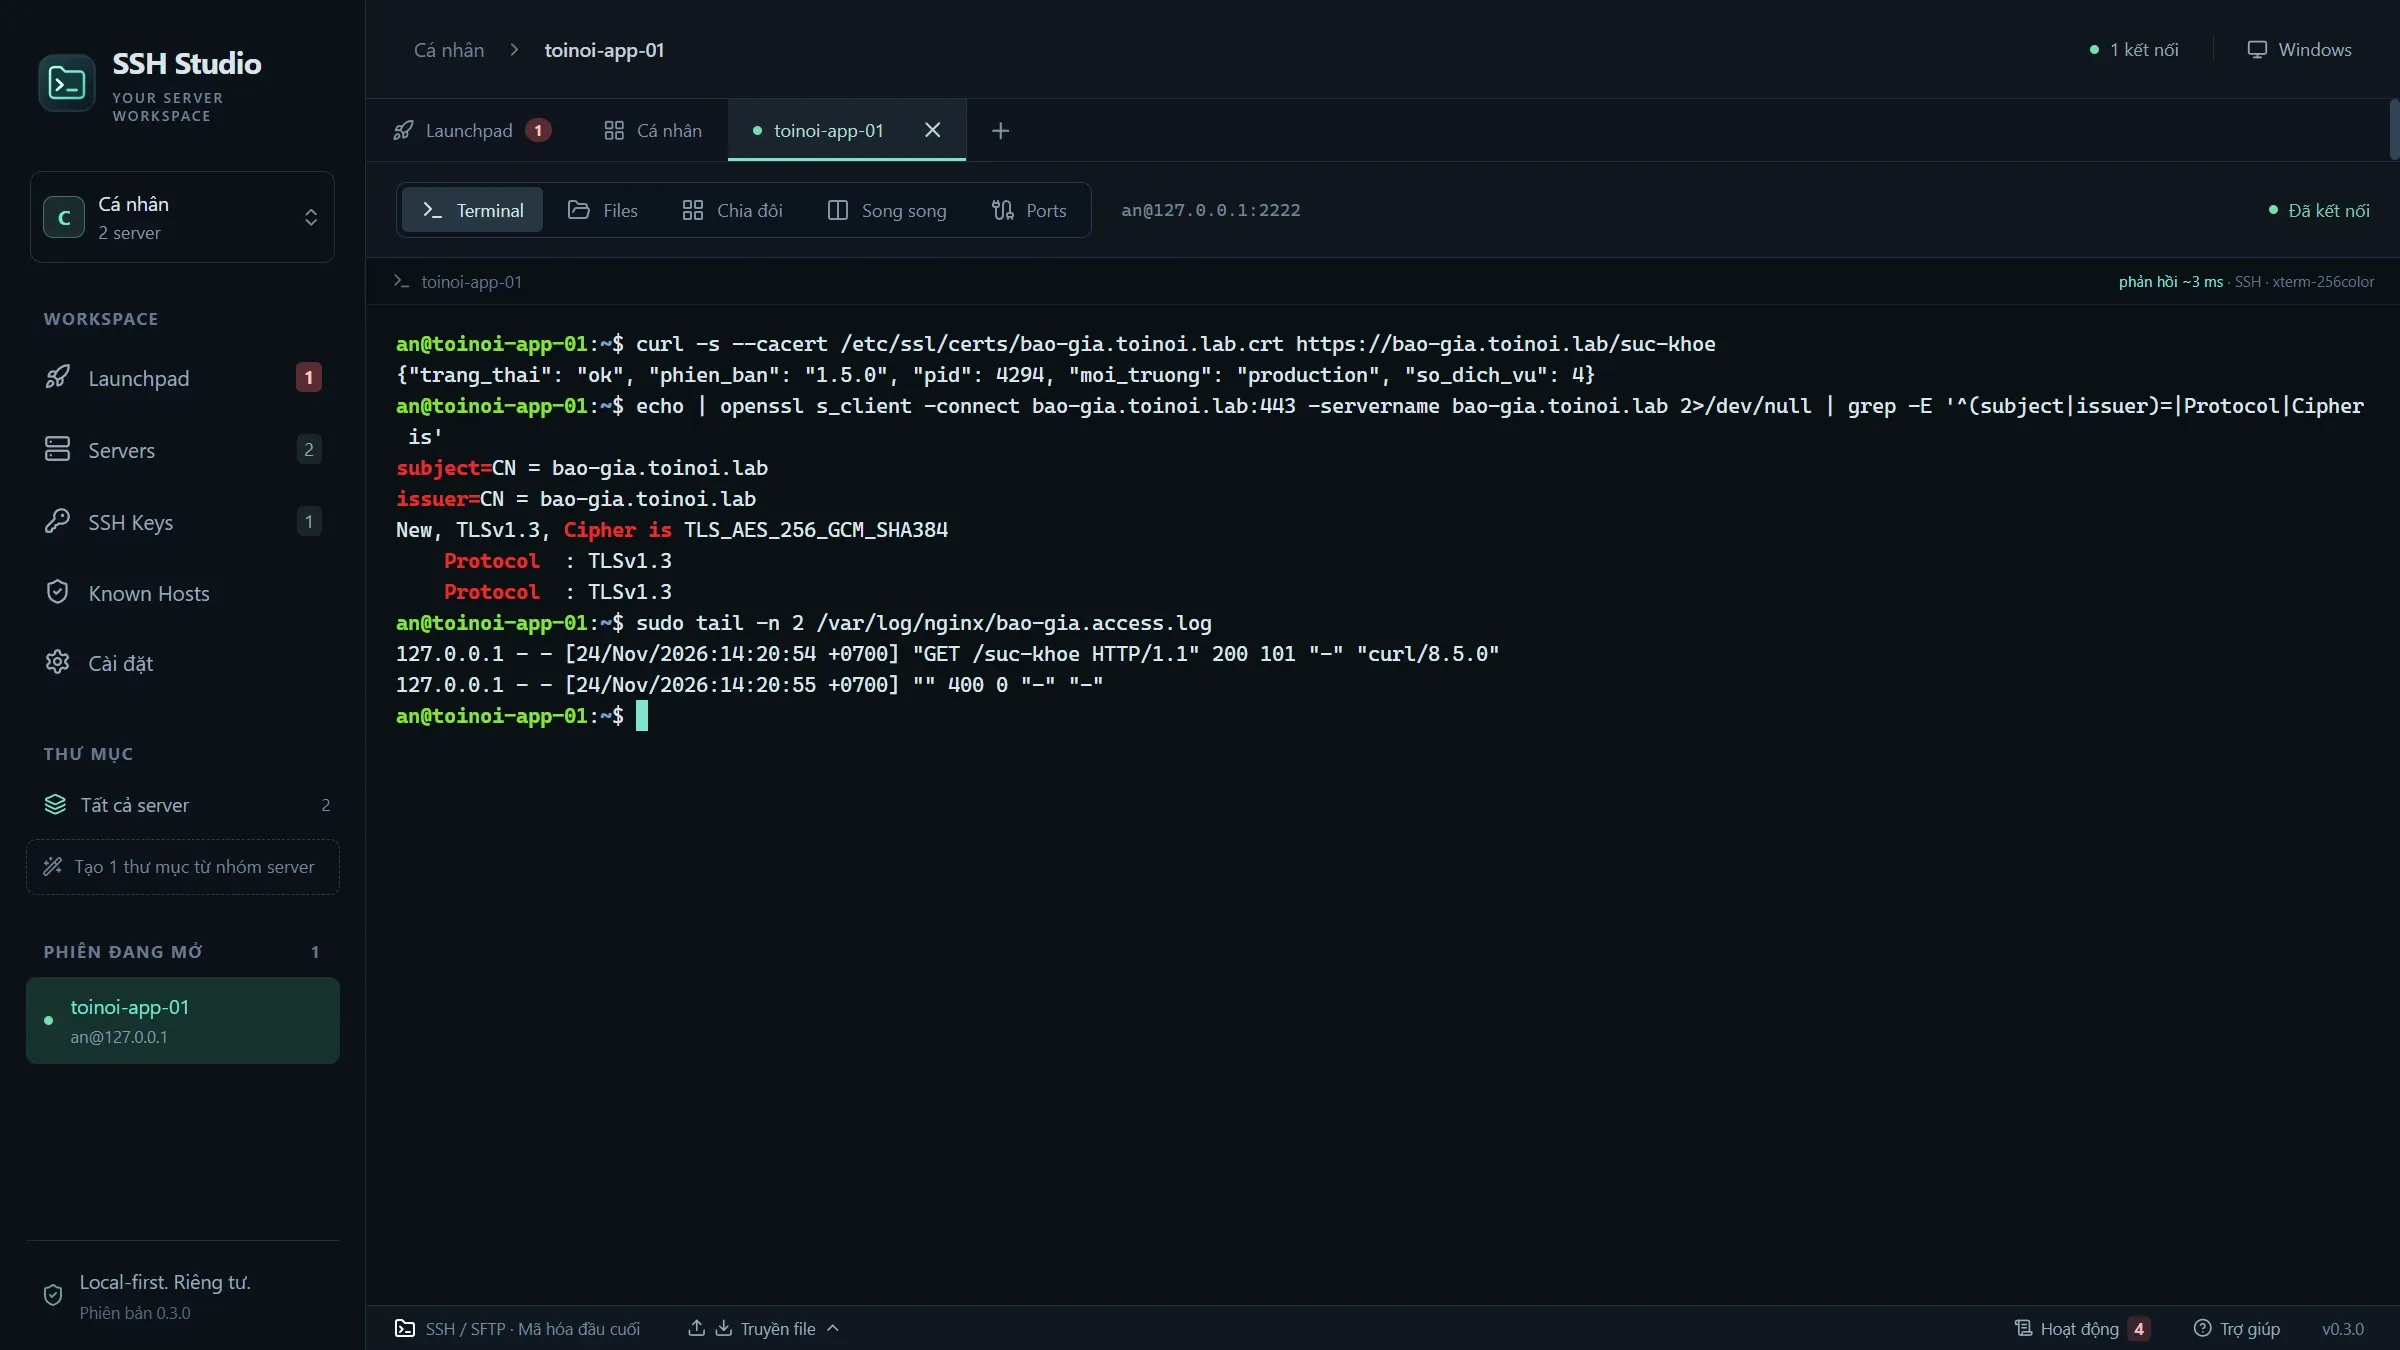 SSH Studio
YOUR SERVER
WORKSPACE
C
Cá nhân
2 server
WORKSPACE
Launchpad 1
Servers 2
SSH Keys 1
Known Hosts
Cài đặt
THƯ MỤC
Tất cả server 2
Tạo 1 thư mục từ nhóm server
PHIÊN ĐANG MỞ 1
toinoi-app-01
an@127.0.0.1
Local-first. Riêng tư.
Phiên bản 0.3.0
Cá nhân > toinoi-app-01
1 kết nối
Windows
Launchpad 1
Cá nhân
toinoi-app-01
Terminal
Files
Chia đôi
Song song
Ports
an@127.0.0.1:2222
Đã kết nối
toinoi-app-01
phản hồi ~3 ms · SSH · xterm-256color
an@toinoi-app-01:~$ curl -s --cacert /etc/ssl/certs/bao-gia.toinoi.lab.crt https://bao-gia.toinoi.lab/suc-khoe
{"trang_thai": "ok", "phien_ban": "1.5.0", "pid": 4294, "moi_truong": "production", "so_dich_vu": 4}
an@toinoi-app-01:~$ echo | openssl s_client -connect bao-gia.toinoi.lab:443 -servername bao-gia.toinoi.lab 2>/dev/null | grep -E '^(subject|issuer)=|Protocol|Cipher
is'
subject=CN = bao-gia.toinoi.lab
issuer=CN = bao-gia.toinoi.lab
New, TLSv1.3, Cipher is TLS_AES_256_GCM_SHA384
Protocol : TLSv1.3
Protocol : TLSv1.3
an@toinoi-app-01:~$ sudo tail -n 2 /var/log/nginx/bao-gia.access.log
127.0.0.1 - - [24/Nov/2026:14:20:54 +0700] "GET /suc-khoe HTTP/1.1" 200 101 "-" "curl/8.5.0"
127.0.0.1 - - [24/Nov/2026:14:20:55 +0700] "" 400 0 "-" "-"
an@toinoi-app-01:~$
SSH / SFTP · Mã hóa đầu cuối
Truyền file
Hoạt động 4
Trợ giúp
v0.3.0